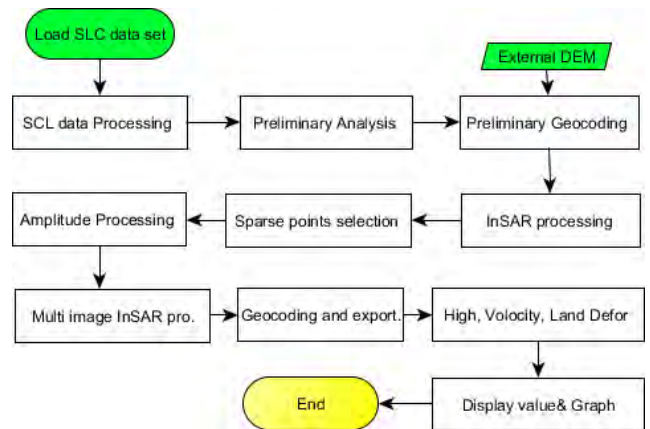 Load SLC data set
External DEM
SCL data Processing
Preliminary Analysis
Preliminary Geocoding
InSAR processing
Sparse points selection
Amplitude Processing
Multi image InSAR pro.
Geocoding and export.
High, Volocity, Land Defor
Display value& Graph
End